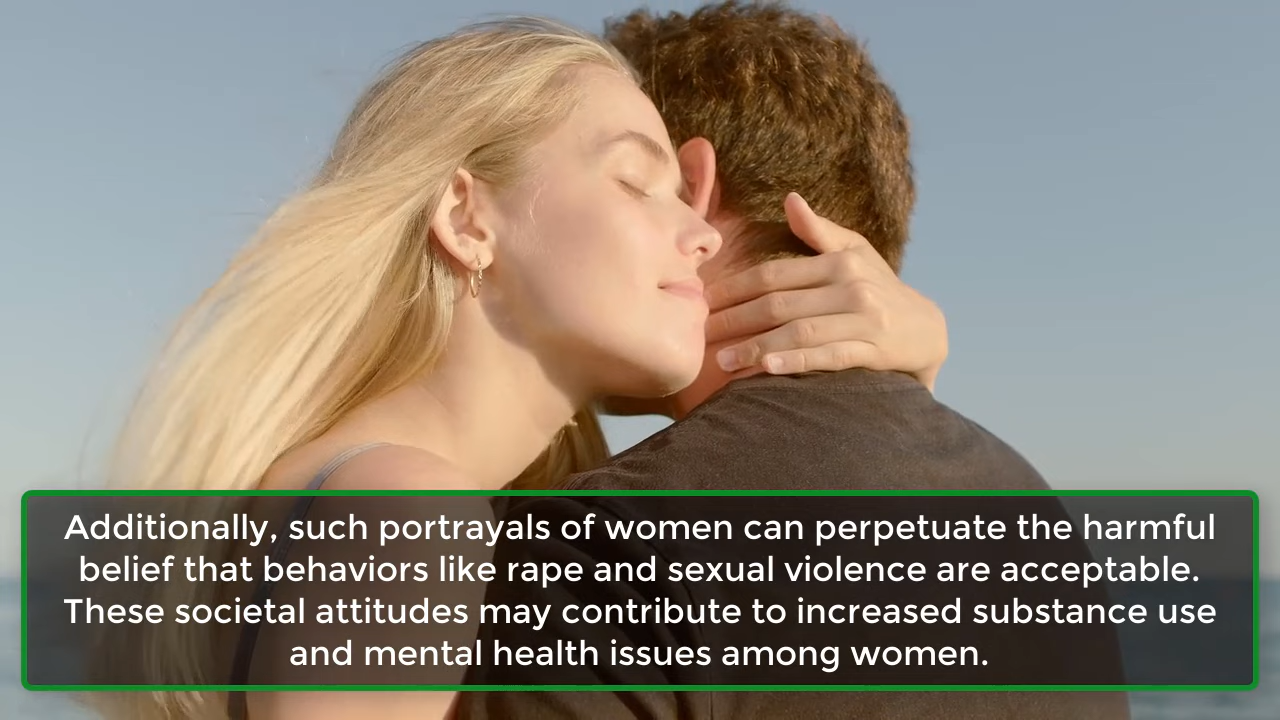 Additionally, such portrayals of women can perpetuate the harmful
belief that behaviors like rape and sexual violence are acceptable.
These societal attitudes may contribute to increased substance use
and mental health issues among women.